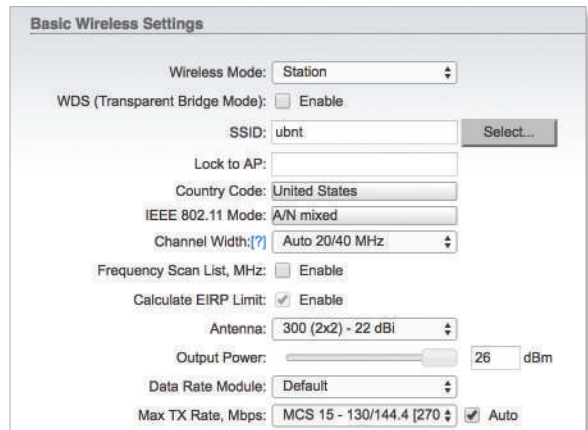 Basic Wireless Settings
Wireless Mode: Station
WDS (Transparent Bridge Mode): Enable
SSID: ubnt Select...
Lock to AP:
Country Code: United States
IEEE 802.11 Mode: A/N mixed
Channel Width:[?] Auto 20/40 MHz
Frequency Scan List, MHz: Enable
Calculate EIRP Limit: Enable
Antenna: 300 (2x2) - 22 dBi
Output Power: 26 dBm
Data Rate Module: Default
Max TX Rate, Mbps: MCS 15 - 130/144.4 [270 Auto